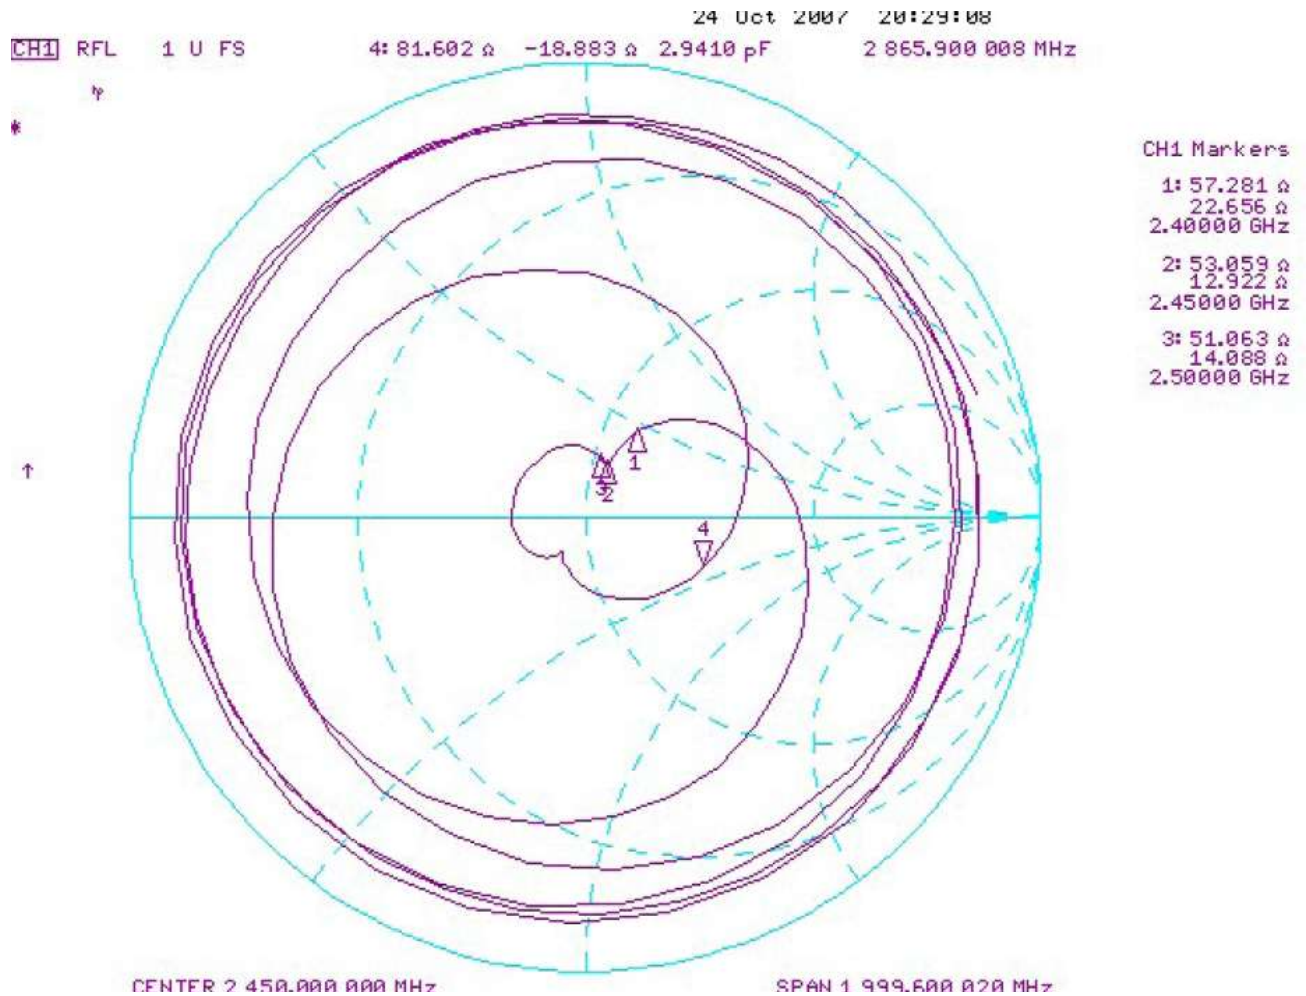 24 Oct 2007 20:29:08
CH1 RFL 1 U FS 4: 81.602 Ω -18.883 Ω 2.9410 pF 2 865.900 008 MHz
*
CH1 Markers
1: 57.281 Ω
22.656 Ω
2.40000 GHz
2: 53.059 Ω
12.922 Ω
2.45000 GHz
3: 51.063 Ω
14.088 Ω
2.50000 GHz
↑
1
3
2
4
CENTER 2 450.000 000 MHz SPAN 1 999.600 020 MHz